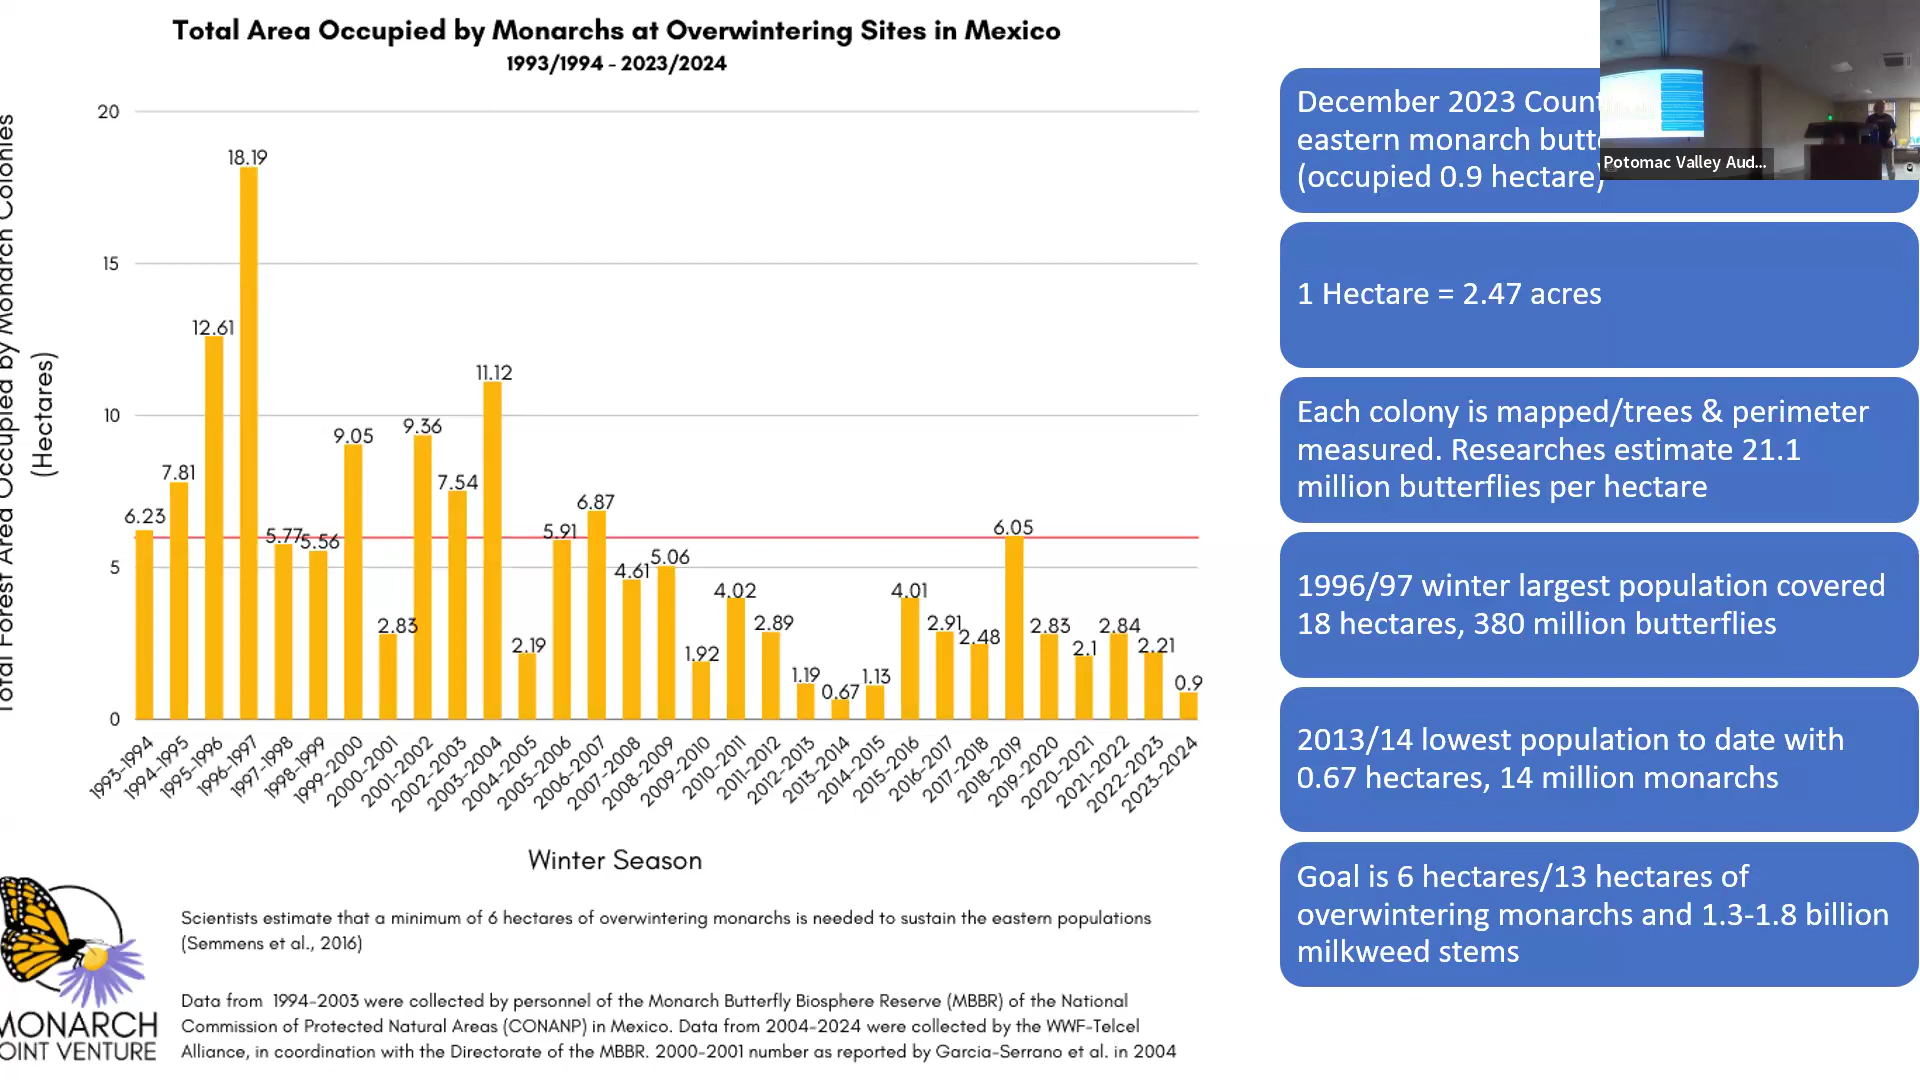 Total Area Occupied by Monarchs at Overwintering Sites in Mexico
1993/1994 - 2023/2024
Total Forest Area Occupied by Monarch Colonies
(Hectares)
20
15
10
5
0
6.23
7.81
12.61
18.19
5.77
5.56
9.05
2.83
9.36
7.54
11.12
2.19
5.91
6.87
4.61
5.06
1.92
4.02
2.89
1.19
0.67
1.13
4.01
2.91
2.48
6.05
2.83
2.1
2.84
2.21
0.9
1993-1994
1994-1995
1995-1996
1996-1997
1997-1998
1998-1999
1999-2000
2000-2001
2001-2002
2002-2003
2003-2004
2004-2005
2005-2006
2006-2007
2007-2008
2008-2009
2009-2010
2010-2011
2011-2012
2012-2013
2013-2014
2014-2015
2015-2016
2016-2017
2017-2018
2018-2019
2019-2020
2020-2021
2021-2022
2022-2023
2023-2024
Winter Season
Scientists estimate that a minimum of 6 hectares of overwintering monarchs is needed to sustain the eastern populations
(Semmens et al., 2016)
Data from 1994-2003 were collected by personnel of the Monarch Butterfly Biosphere Reserve (MBBR) of the National
Commission of Protected Natural Areas (CONANP) in Mexico. Data from 2004-2024 were collected by the WWF-Telcel
Alliance, in coordination with the Directorate of the MBBR. 2000-2001 number as reported by Garcia-Serrano et al. in 2004
MONARCH
JOINT VENTURE
December 2023 Count
eastern monarch
(occupied 0.9 hectare)
Potomac Valley Aud...
1 Hectare = 2.47 acres
Each colony is mapped/trees & perimeter
measured. Researches estimate 21.1
million butterflies per hectare
1996/97 winter largest population covered
18 hectares, 380 million butterflies
2013/14 lowest population to date with
0.67 hectares, 14 million monarchs
Goal is 6 hectares/13 hectares of
overwintering monarchs and 1.3-1.8 billion
milkweed stems